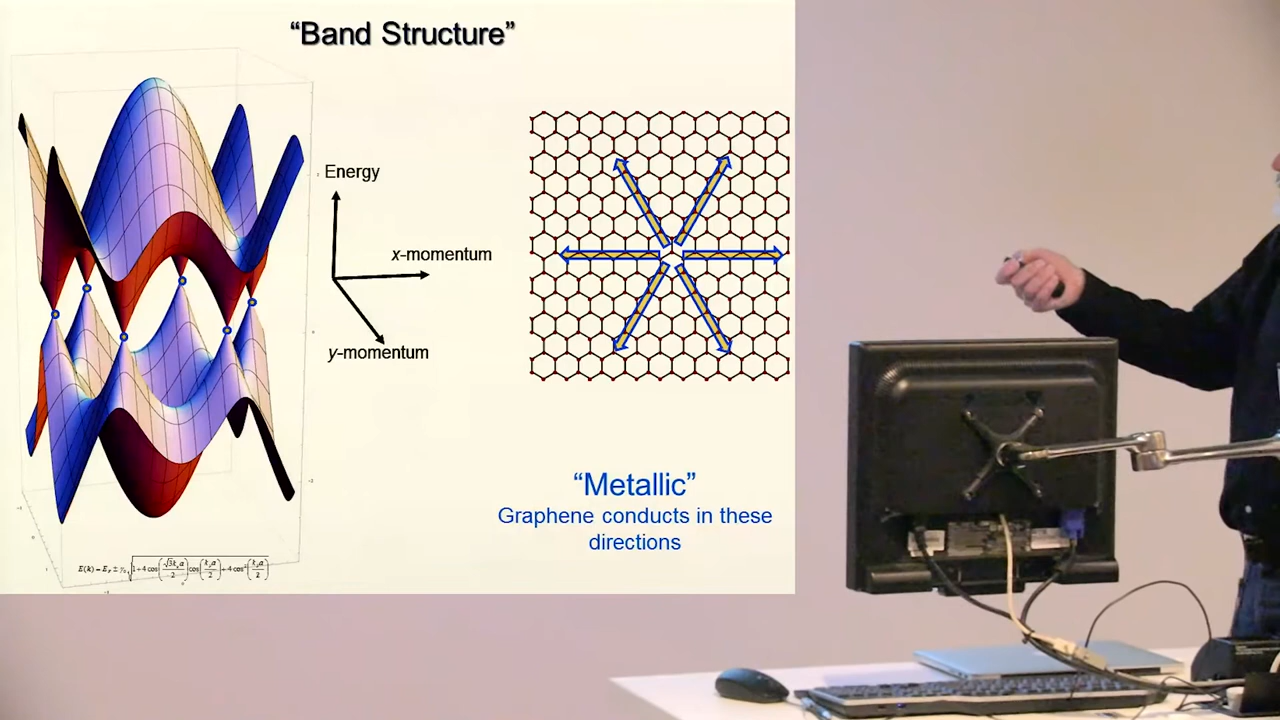 “Band Structure”
Energy
x-momentum
y-momentum
“Metallic”
Graphene conducts in these
directions